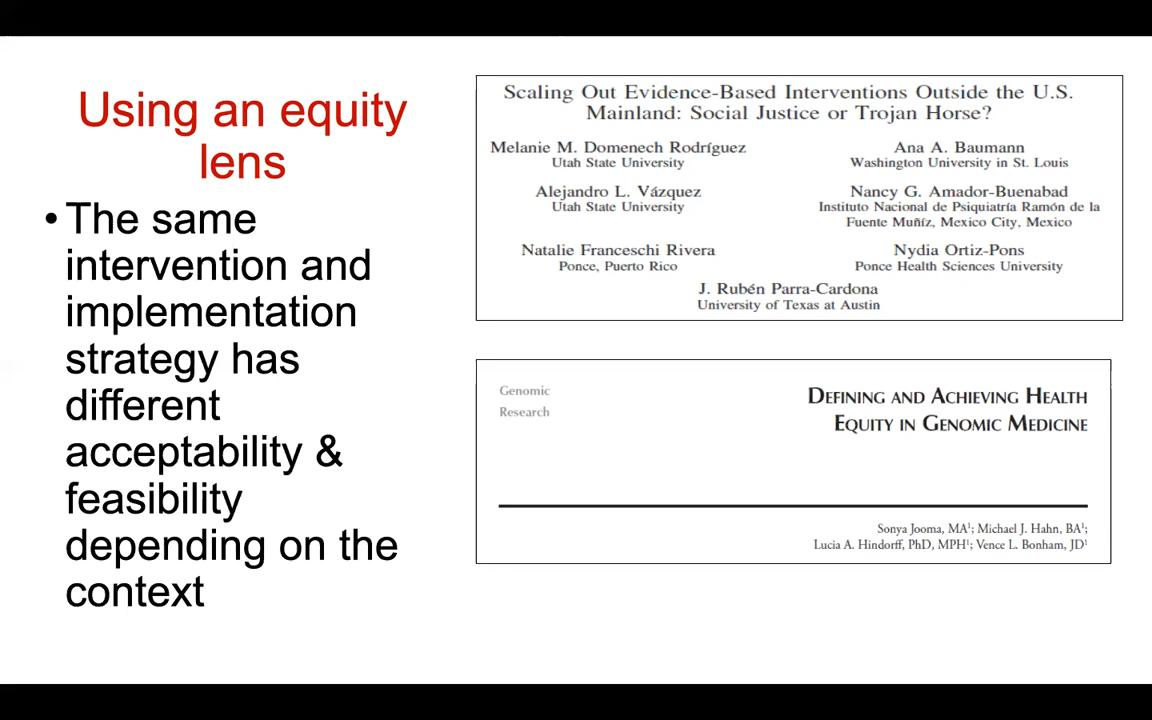 Using an equity
lens
• The same
intervention and
implementation
strategy has
different
acceptability &
feasibility
depending on the
context
Scaling Out Evidence-Based Interventions Outside the U.S.
Mainland: Social Justice or Trojan Horse?
Melanie M. Domenech Rodríguez
Utah State University
Ana A. Baumann
Washington University in St. Louis
Alejandro L. Vázquez
Utah State University
Nancy G. Amador-Buenabad
Instituto Nacional de Psiquiatría Ramón de la
Fuente Muñíz, Mexico City, Mexico
Natalie Franceschi Rivera
Ponce, Puerto Rico
Nydia Ortiz-Pons
Ponce Health Sciences University
J. Rubén Parra-Cardona
University of Texas at Austin
Genomic
Research
DEFINING AND ACHIEVING HEALTH
EQUITY IN GENOMIC MEDICINE
Sonya Jooma, MA¹; Michael J. Hahn, BA¹;
Lucia A. Hindorff, PhD, MPH¹; Vence L. Bonham, JD¹